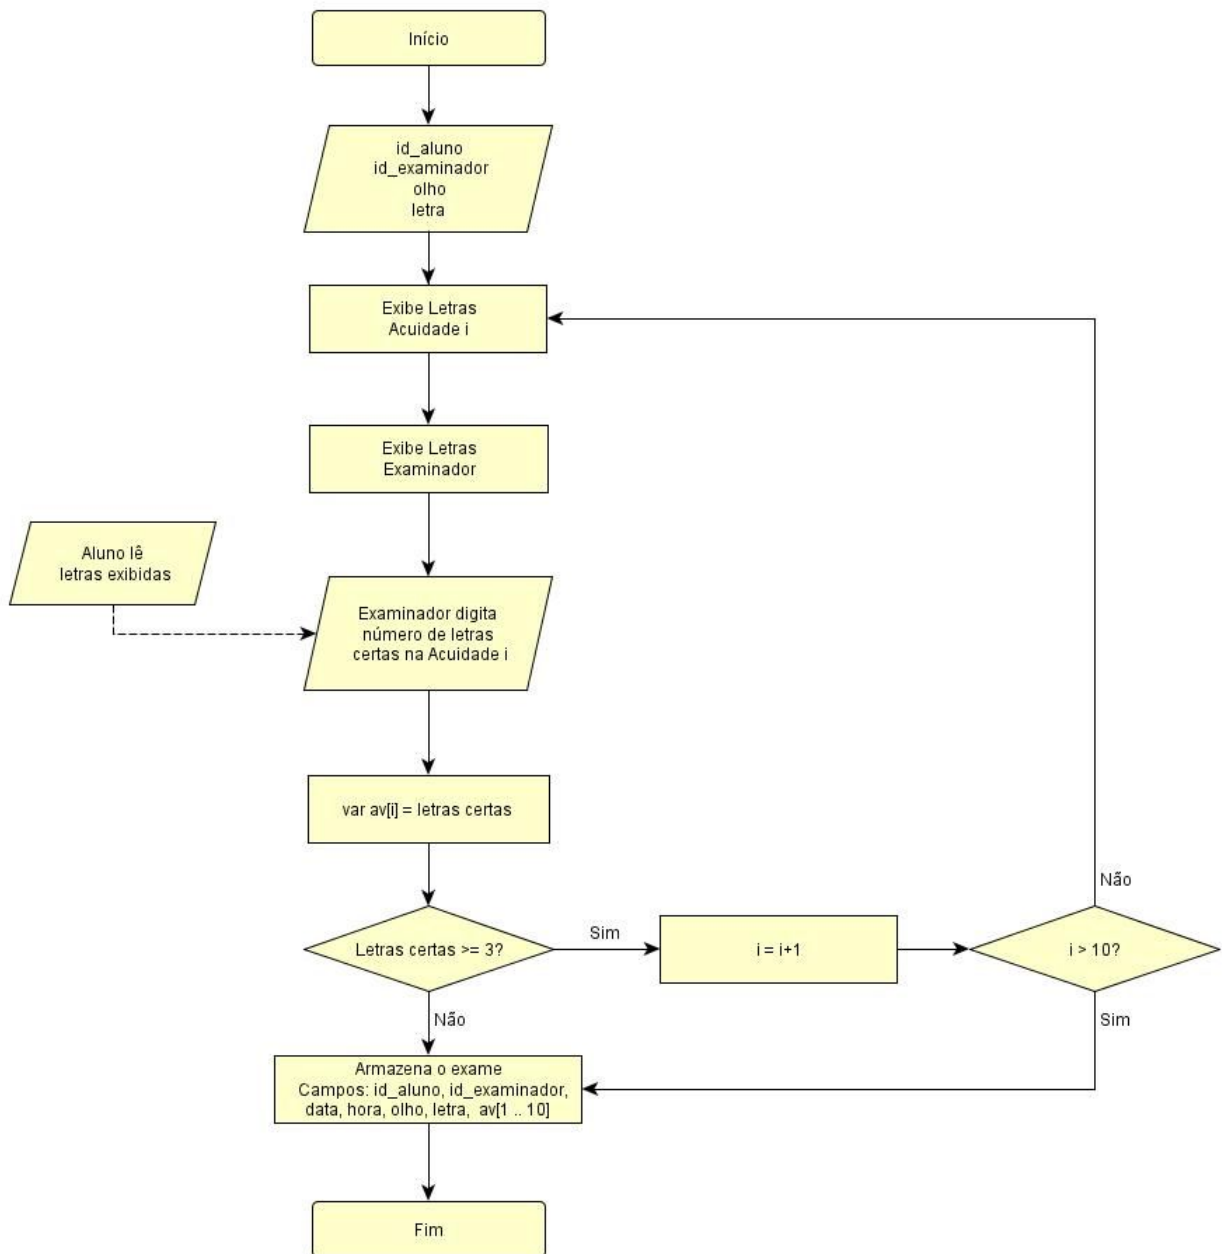 Início
id_aluno
id_examinador
olho
letra
Exibe Letras
Acuidade i
Exibe Letras
Examinador
Aluno lê
letras exibidas
Examinador digita
número de letras
certas na Acuidade i
var av[i] = letras certas
Letras certas >= 3?
Sim
i = i+1
i > 10?
Não
Sim
Não
Armazena o exame
Campos: id_aluno, id_examinador,
data, hora, olho, letra, av[1 .. 10]
Fim